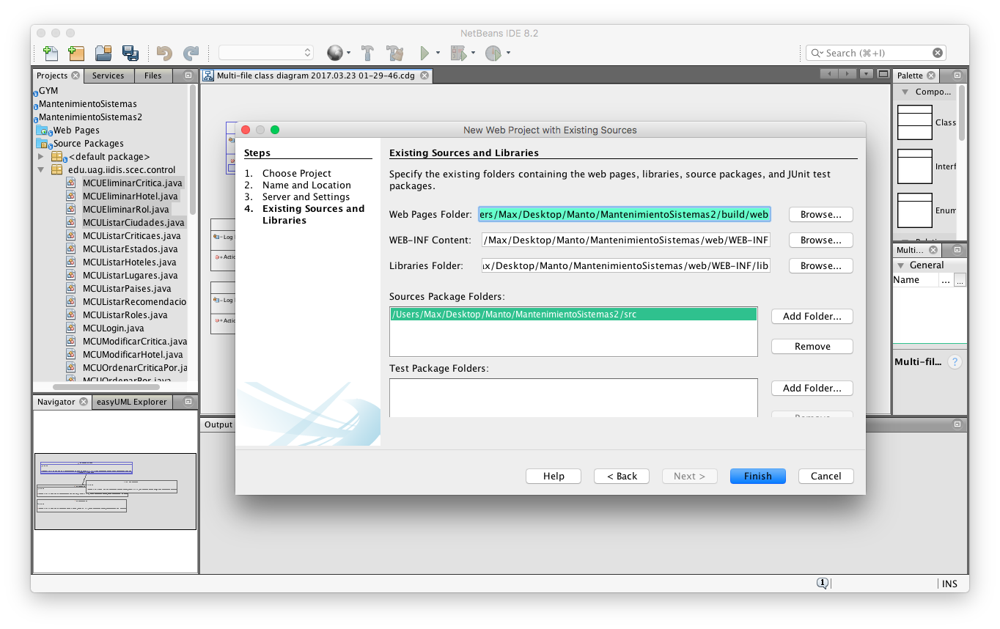 NetBeans IDE 8.2
Search (⌘+I)
Projects
Services
Files
Multi-file class diagram 2017.03.23 01-29-46.cdg
Palette
GYM
MantenimientoSistemas
MantenimientoSistemas2
Web Pages
Source Packages
<default package>
edu.uag.iidis.scec.control
MCUEliminarCritica.java
MCUEliminarHotel.java
MCUEliminarRol.java
MCUListarCiudades.java
MCUListarCriticaes.java
MCUListarEstados.java
MCUListarHoteles.java
MCUListarLugares.java
MCUListarPaises.java
MCUListarRecomendacio
MCUListarRoles.java
MCULogin.java
MCUModificarCritica.java
MCUModificarHotel.java
MCUOrdenarCriticaPor.ja
MCUOrdenarPor.java
Navigator
easyUML Explorer
- Log
+ Actio
- Log
+ Actio
Output
New Web Project with Existing Sources
Steps
1. Choose Project
2. Name and Location
3. Server and Settings
4. Existing Sources and
Libraries
Existing Sources and Libraries
Specify the existing folders containing the web pages, libraries, source packages, and JUnit test
packages.
Web Pages Folder: ers/Max/Desktop/Manto/MantenimientoSistemas2/build/web Browse...
WEB-INF Content: /Max/Desktop/Manto/MantenimientoSistemas/web/WEB-INF Browse...
Libraries Folder: ax/Desktop/Manto/MantenimientoSistemas/web/WEB-INF/lib Browse...
Sources Package Folders:
/Users/Max/Desktop/Manto/MantenimientoSistemas2/src
Add Folder...
Remove
Test Package Folders:
Add Folder...
Remove
Help
< Back
Next >
Finish
Cancel
Compo...
Class
Interf
Enum
Multi...
General
Name ... ...
Multi-fil... ?
1
INS